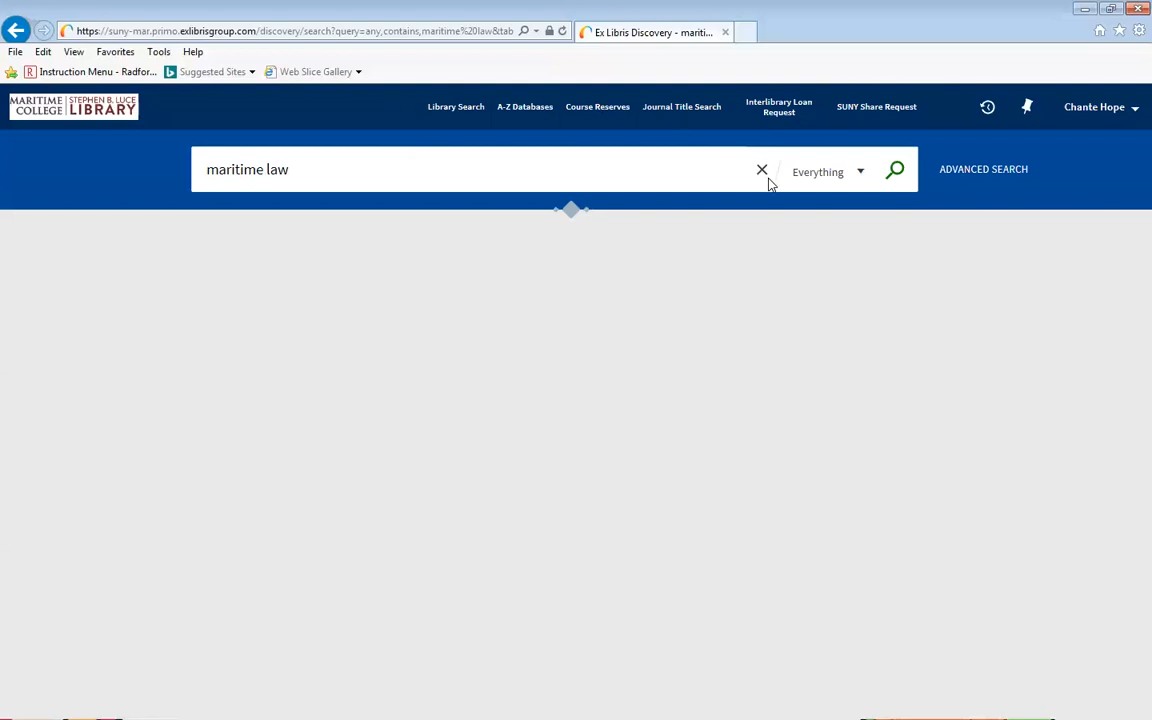 https://suny-mar.primo.exlibrisgroup.com/discovery/search?query=any,contains,maritime%20law&tab
Ex Libris Discovery - mariti...
File Edit View Favorites Tools Help
Instruction Menu - Radfor... Suggested Sites Web Slice Gallery
MARITIME COLLEGE STEPHEN B. LUCE LIBRARY
Library Search A-Z Databases Course Reserves Journal Title Search Interlibrary Loan Request SUNY Share Request Chante Hope
maritime law Everything ADVANCED SEARCH